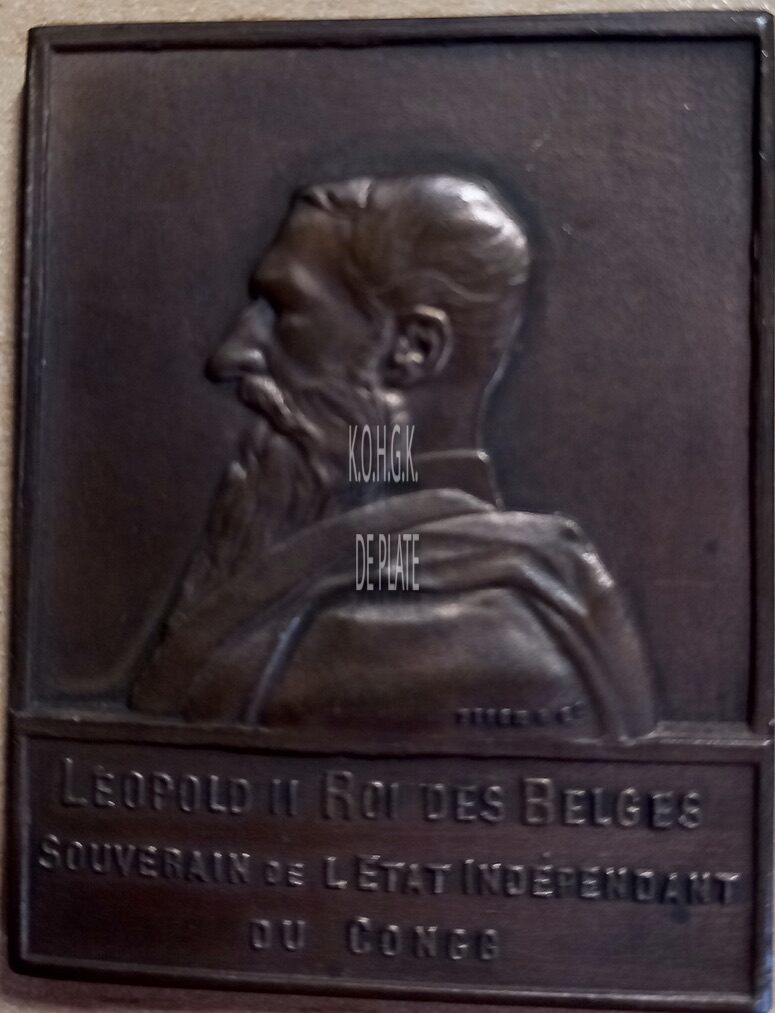 K.O.H.G.K.
DE PLATE
LÉOPOLD II ROI DES BELGES
SOUVERAIN DE L'ÉTAT INDÉPENDANT
DU CONGO